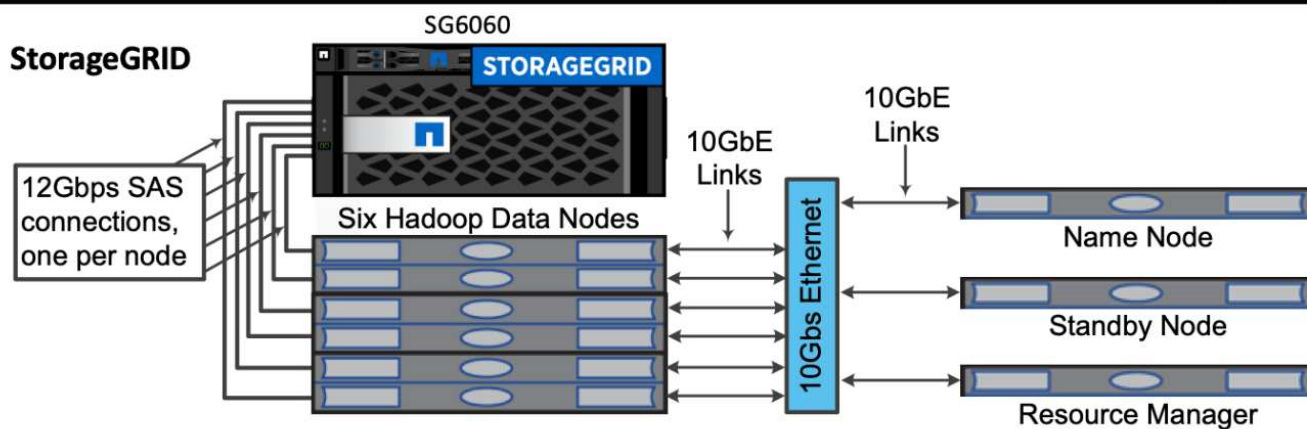 SG6060
StorageGRID
STORAGEGRID
10GbE
Links
10GbE
Links
12Gbps SAS
connections,
one per node
Six Hadoop Data Nodes
10Gbs Ethernet
Name Node
Standby Node
Resource Manager